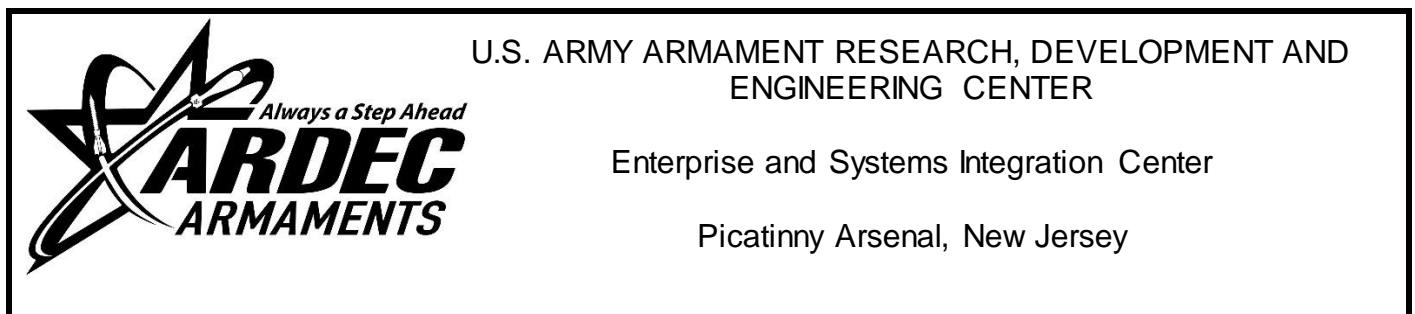 Always a Step Ahead
ARDEC
ARMAMENTS
U.S. ARMY ARMAMENT RESEARCH, DEVELOPMENT AND
ENGINEERING CENTER
Enterprise and Systems Integration Center
Picatinny Arsenal, New Jersey